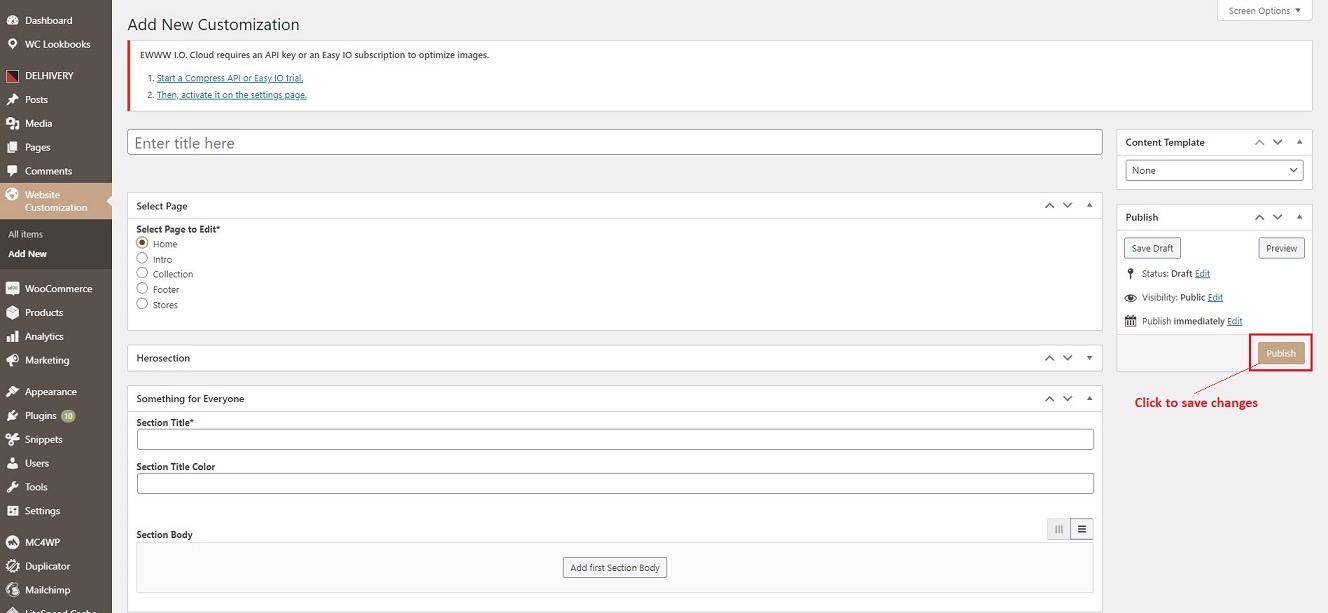 Dashboard
WC Lookbooks
DELHIVERY
Posts
Media
Pages
Comments
Website
Customization
All items
Add New
WooCommerce
Products
Analytics
Marketing
Appearance
Plugins 10
Snippets
Users
Tools
Settings
MC4WP
Duplicator
Mailchimp
LiteSpeed Cache
Screen Options
Add New Customization
EWWW I.O. Cloud requires an API key or an Easy IO subscription to optimize images.
1. Start a Compress API or Easy IO trial.
2. Then, activate it on the settings page.
Enter title here
Select Page
Select Page to Edit*
Home
Intro
Collection
Footer
Stores
Herosection
Something for Everyone
Section Title*
Section Title Color
Section Body
Add first Section Body
Content Template
None
Publish
Save Draft Preview
Status: Draft Edit
Visibility: Public Edit
Publish immediately Edit
Publish
Click to save changes